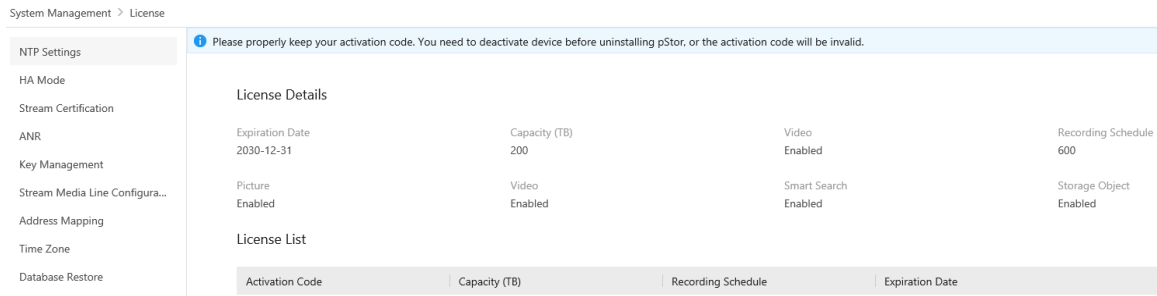 System Management > License
NTP Settings
HA Mode
Stream Certification
ANR
Key Management
Stream Media Line Configura...
Address Mapping
Time Zone
Database Restore
Please properly keep your activation code. You need to deactivate device before uninstalling pStor, or the activation code will be invalid.
License Details
Expiration Date Capacity (TB) Video Recording Schedule
2030-12-31 200 Enabled 600
Picture Video Smart Search Storage Object
Enabled Enabled Enabled Enabled
License List
Activation Code Capacity (TB) Recording Schedule Expiration Date